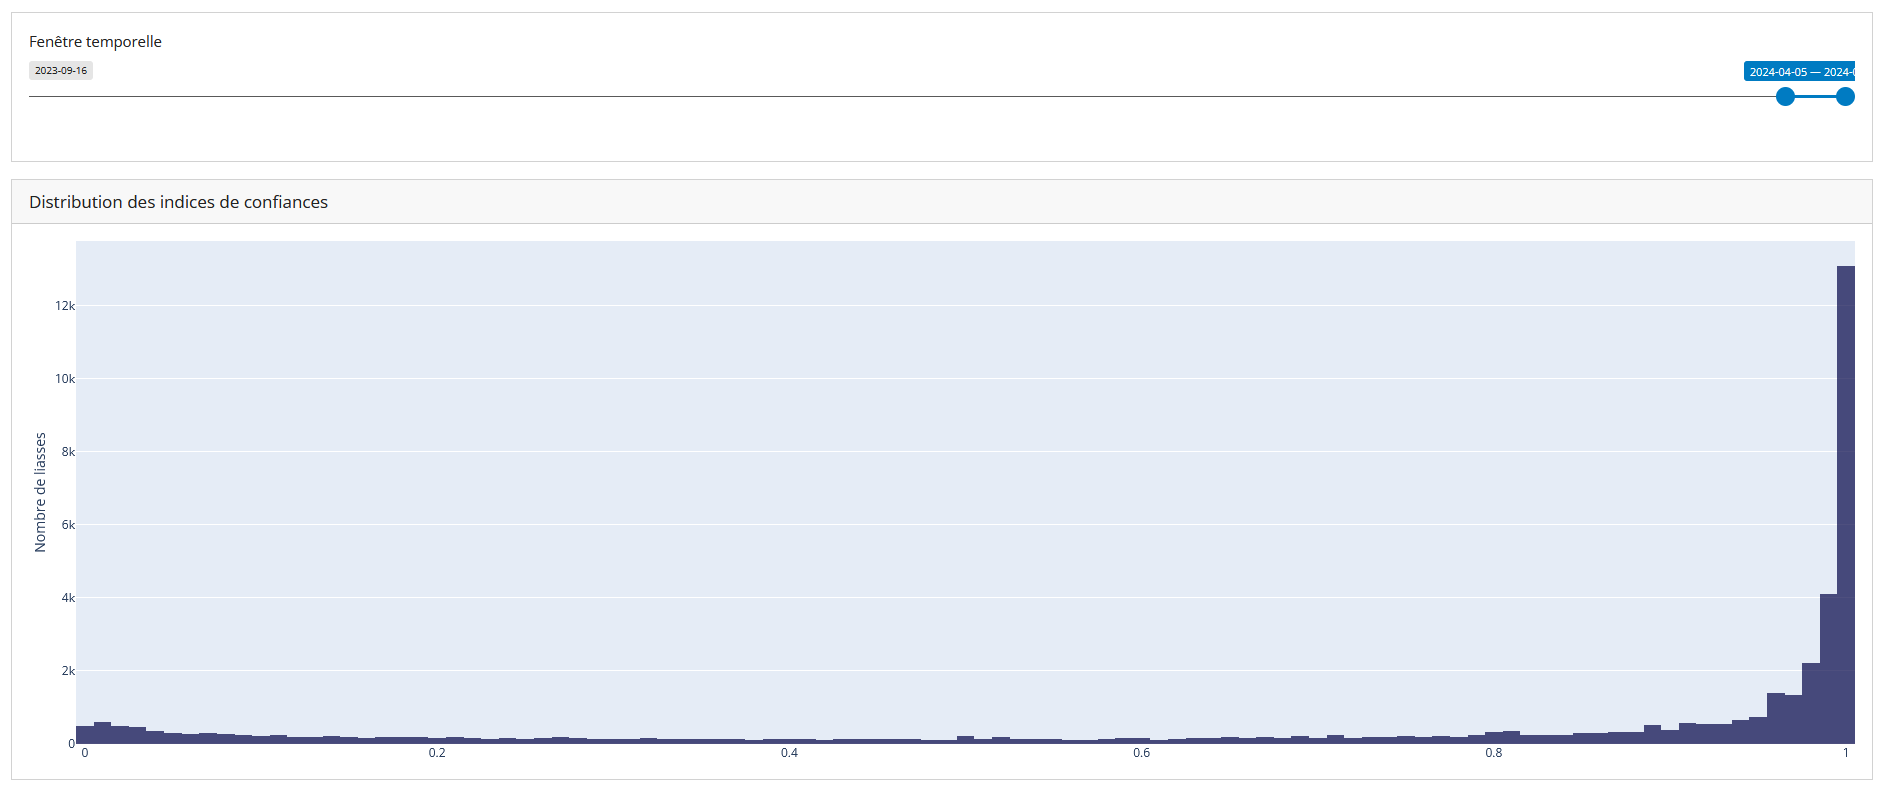 Fenêtre temporelle
2023-09-16
2024-04-05 — 2024-0
Distribution des indices de confiances
Nombre de liasses
12k
10k
8k
6k
4k
2k
0
0 0.2 0.4 0.6 0.8 1